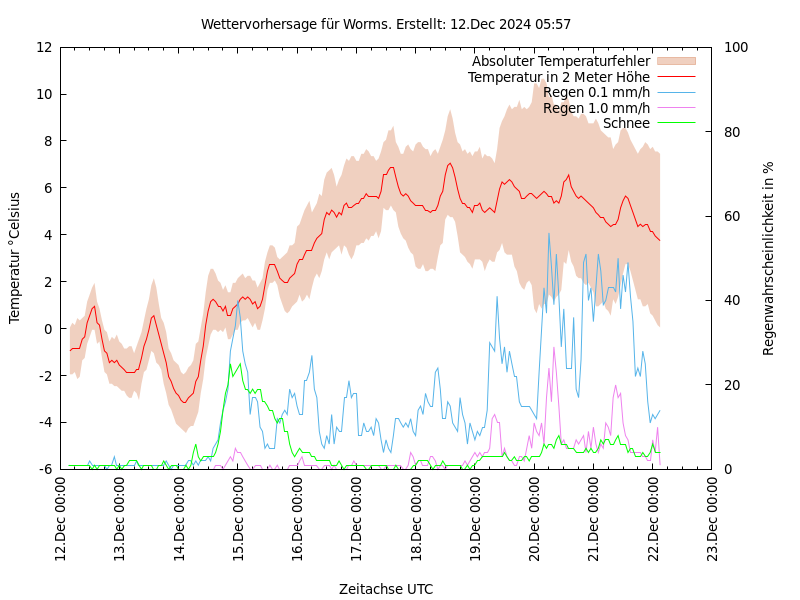 Wettervorhersage für Worms. Erstellt: 12.Dec 2024 05:57
Absoluter Temperaturfehler
Temperatur in 2 Meter Höhe
Regen 0.1 mm/h
Regen 1.0 mm/h
Schnee
Temperatur °Celsius
12
10
8
6
4
2
0
-2
-4
-6
100
80
60
40
20
0
Regenwahrscheinlichkeit in %
12.Dec 00:00
13.Dec 00:00
14.Dec 00:00
15.Dec 00:00
16.Dec 00:00
17.Dec 00:00
18.Dec 00:00
19.Dec 00:00
20.Dec 00:00
21.Dec 00:00
22.Dec 00:00
23.Dec 00:00
Zeitachse UTC